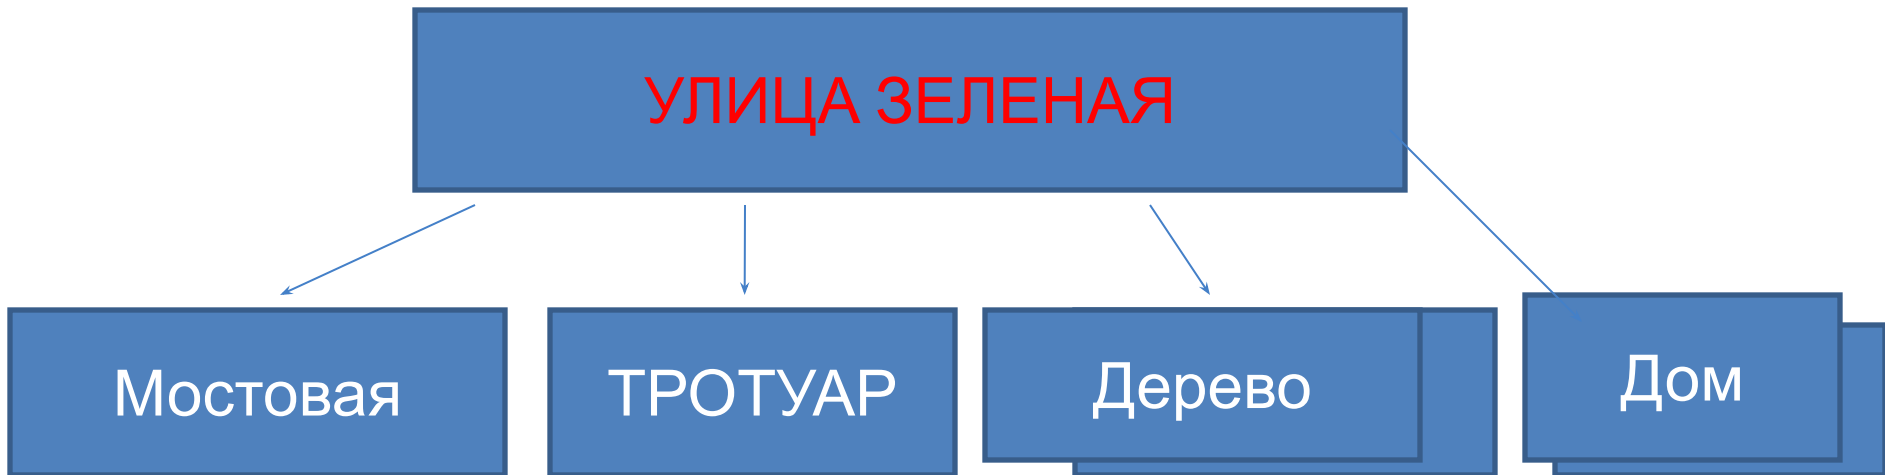 УЛИЦА ЗЕЛЕНАЯ
Мостовая
ТРОТУАР
Дерево
Дом